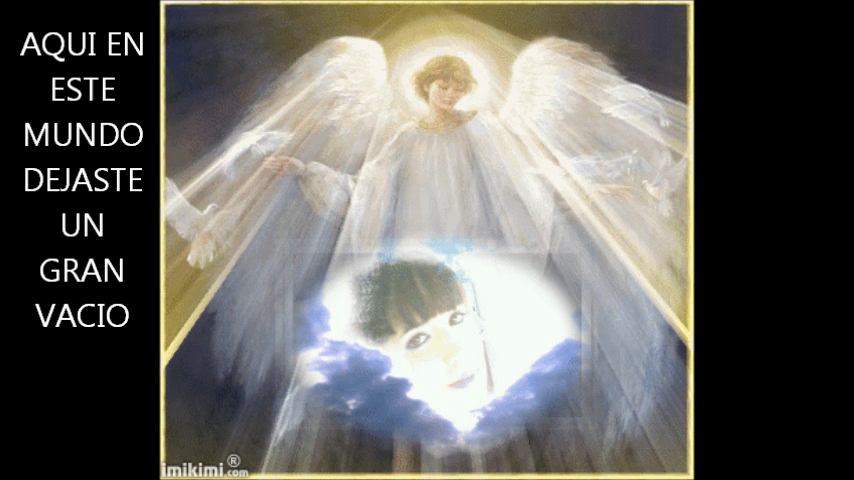 AQUI EN
ESTE
MUNDO
DEJASTE
UN
GRAN
VACIO
imikimi.com®